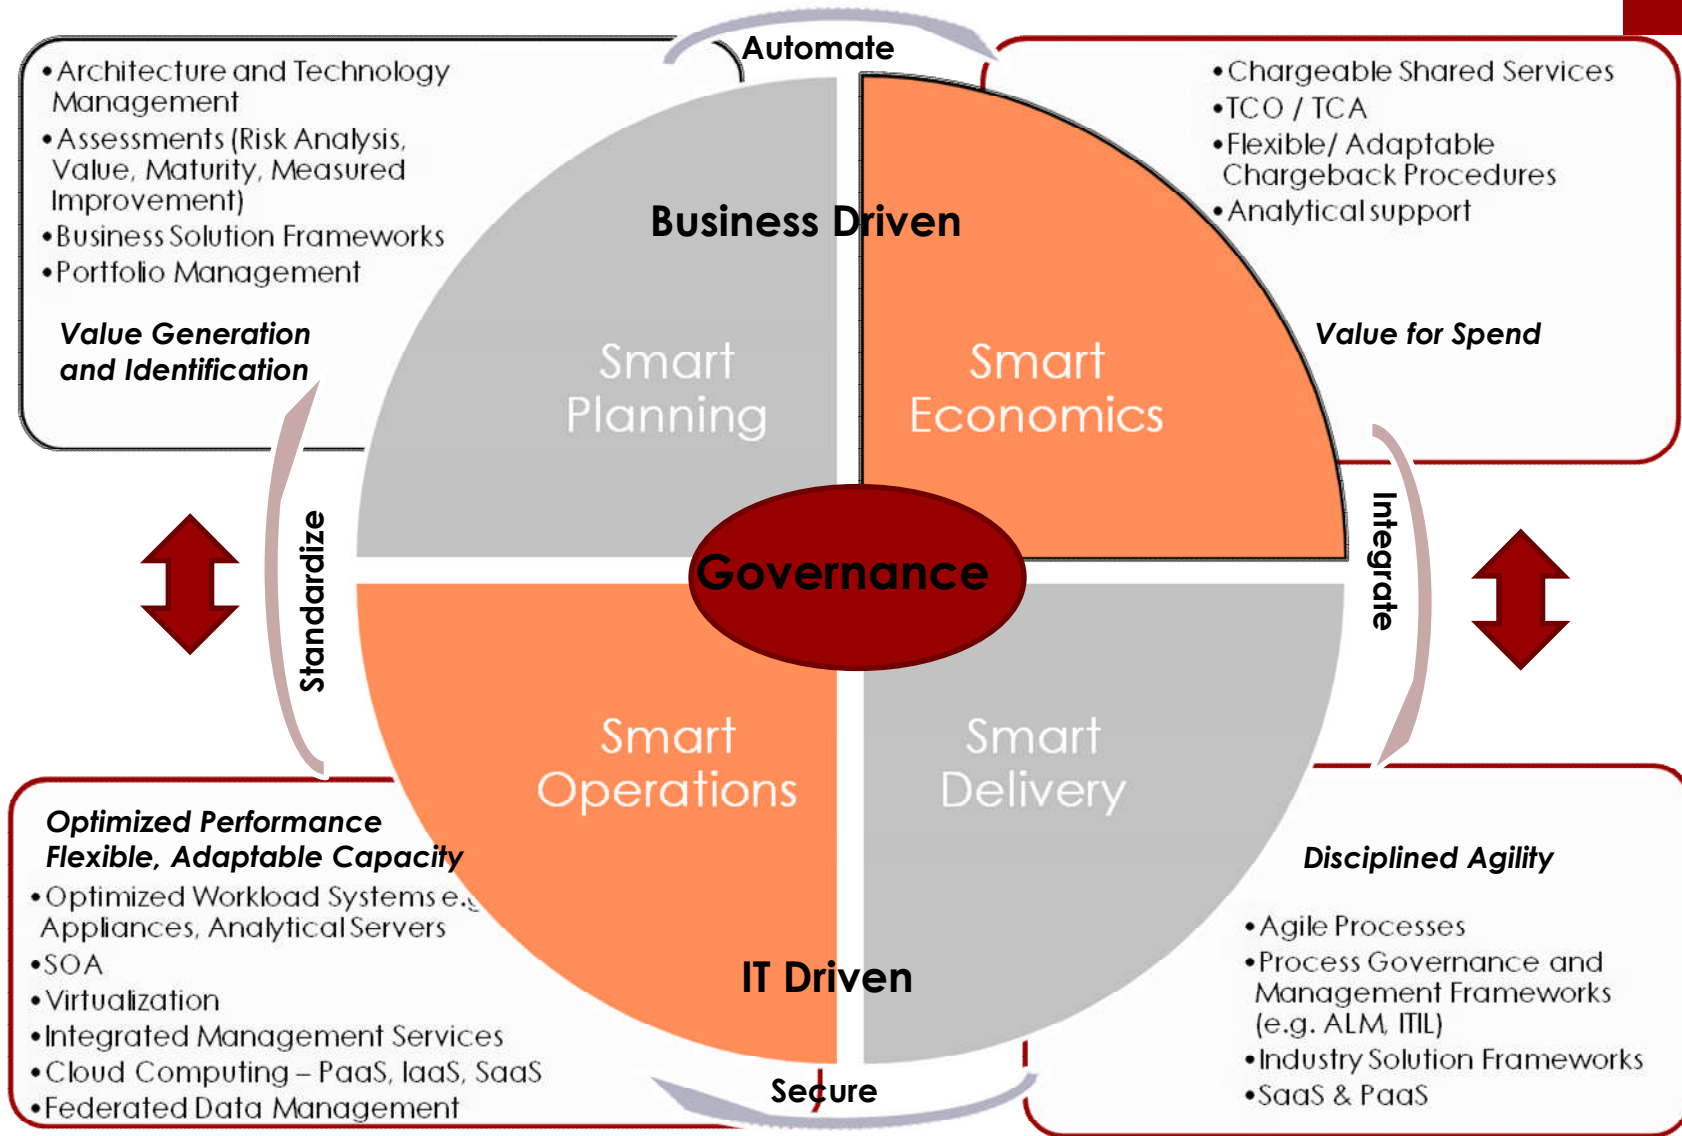 Automate
•Architecture and Technology
Management
•Assessments (Risk Analysis,
Value, Maturity, Measured
Improvement)
•Business Solution Frameworks
•Portfolio Management
Value Generation
and Identification
•Chargeable Shared Services
•TCO / TCA
•Flexible/ Adaptable
Chargeback Procedures
•Analytical support
Value for Spend
Business Driven
Smart
Planning
Smart
Economics
Standardize
Governance
Integrate
Smart
Operations
Smart
Delivery
IT Driven
Optimized Performance
Flexible, Adaptable Capacity
•Optimized Workload Systems e.g
Appliances, Analytical Servers
•SOA
•Virtualization
•Integrated Management Services
•Cloud Computing – PaaS, IaaS, SaaS
•Federated Data Management
Disciplined Agility
•Agile Processes
•Process Governance and
Management Frameworks
(e.g. ALM, ITIL)
•Industry Solution Frameworks
•SaaS & PaaS
Secure